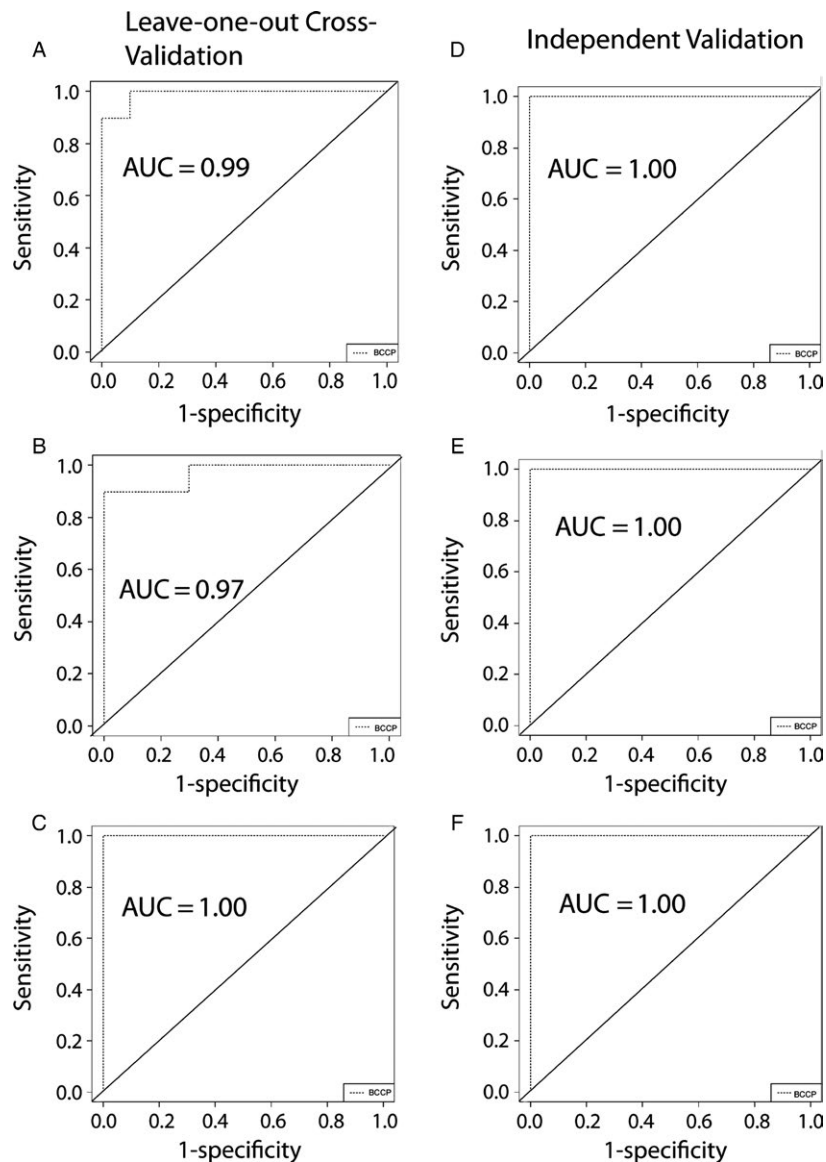 Leave-one-out Cross-
Validation
A
1.0
0.8
0.6
0.4
0.2
0.0
Sensitivity
AUC = 0.99
BCCP
0.0 0.2 0.4 0.6 0.8 1.0
1-specificity
B
1.0
0.8
0.6
0.4
0.2
0.0
Sensitivity
AUC = 0.97
BCCP
0.0 0.2 0.4 0.6 0.8 1.0
1-specificity
C
1.0
0.8
0.6
0.4
0.2
0.0
Sensitivity
AUC = 1.00
BCCP
0.0 0.2 0.4 0.6 0.8 1.0
1-specificity
Independent Validation
D
1.0
0.8
0.6
0.4
0.2
0.0
Sensitivity
AUC = 1.00
BCCP
0.0 0.2 0.4 0.6 0.8 1.0
1-specificity
E
1.0
0.8
0.6
0.4
0.2
0.0
Sensitivity
AUC = 1.00
BCCP
0.0 0.2 0.4 0.6 0.8 1.0
1-specificity
F
1.0
0.8
0.6
0.4
0.2
0.0
Sensitivity
AUC = 1.00
BCCP
0.0 0.2 0.4 0.6 0.8 1.0
1-specificity